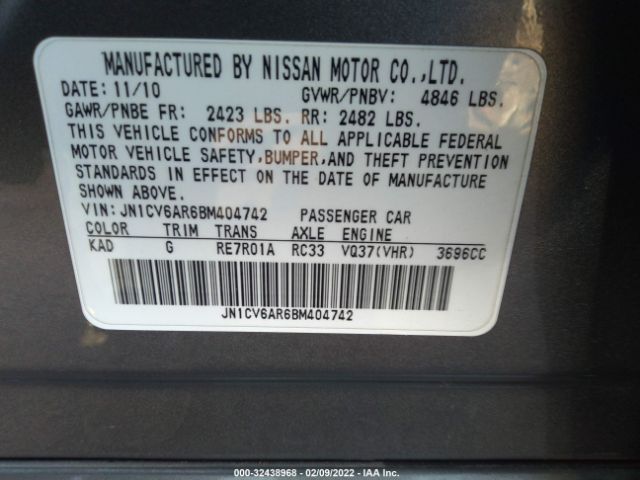 MANUFACTURED BY NISSAN MOTOR CO.,LTD.
DATE: 11/10 GVWR/PNBV: 4846 LBS.
GAWR/PNBE FR: 2423 LBS. RR: 2482 LBS.
THIS VEHICLE CONFORMS TO ALL APPLICABLE FEDERAL
MOTOR VEHICLE SAFETY,BUMPER,AND THEFT PREVENTION
STANDARDS IN EFFECT ON THE DATE OF MANUFACTURE
SHOWN ABOVE.
VIN: JN1CV6AR6BM404742 PASSENGER CAR
COLOR TRIM TRANS AXLE ENGINE
KAD G RE7R01A RC33 VQ37(VHR) 3696CC
JN1CV6AR6BM404742
000-32438968 - 02/09/2022 - IAA Inc.